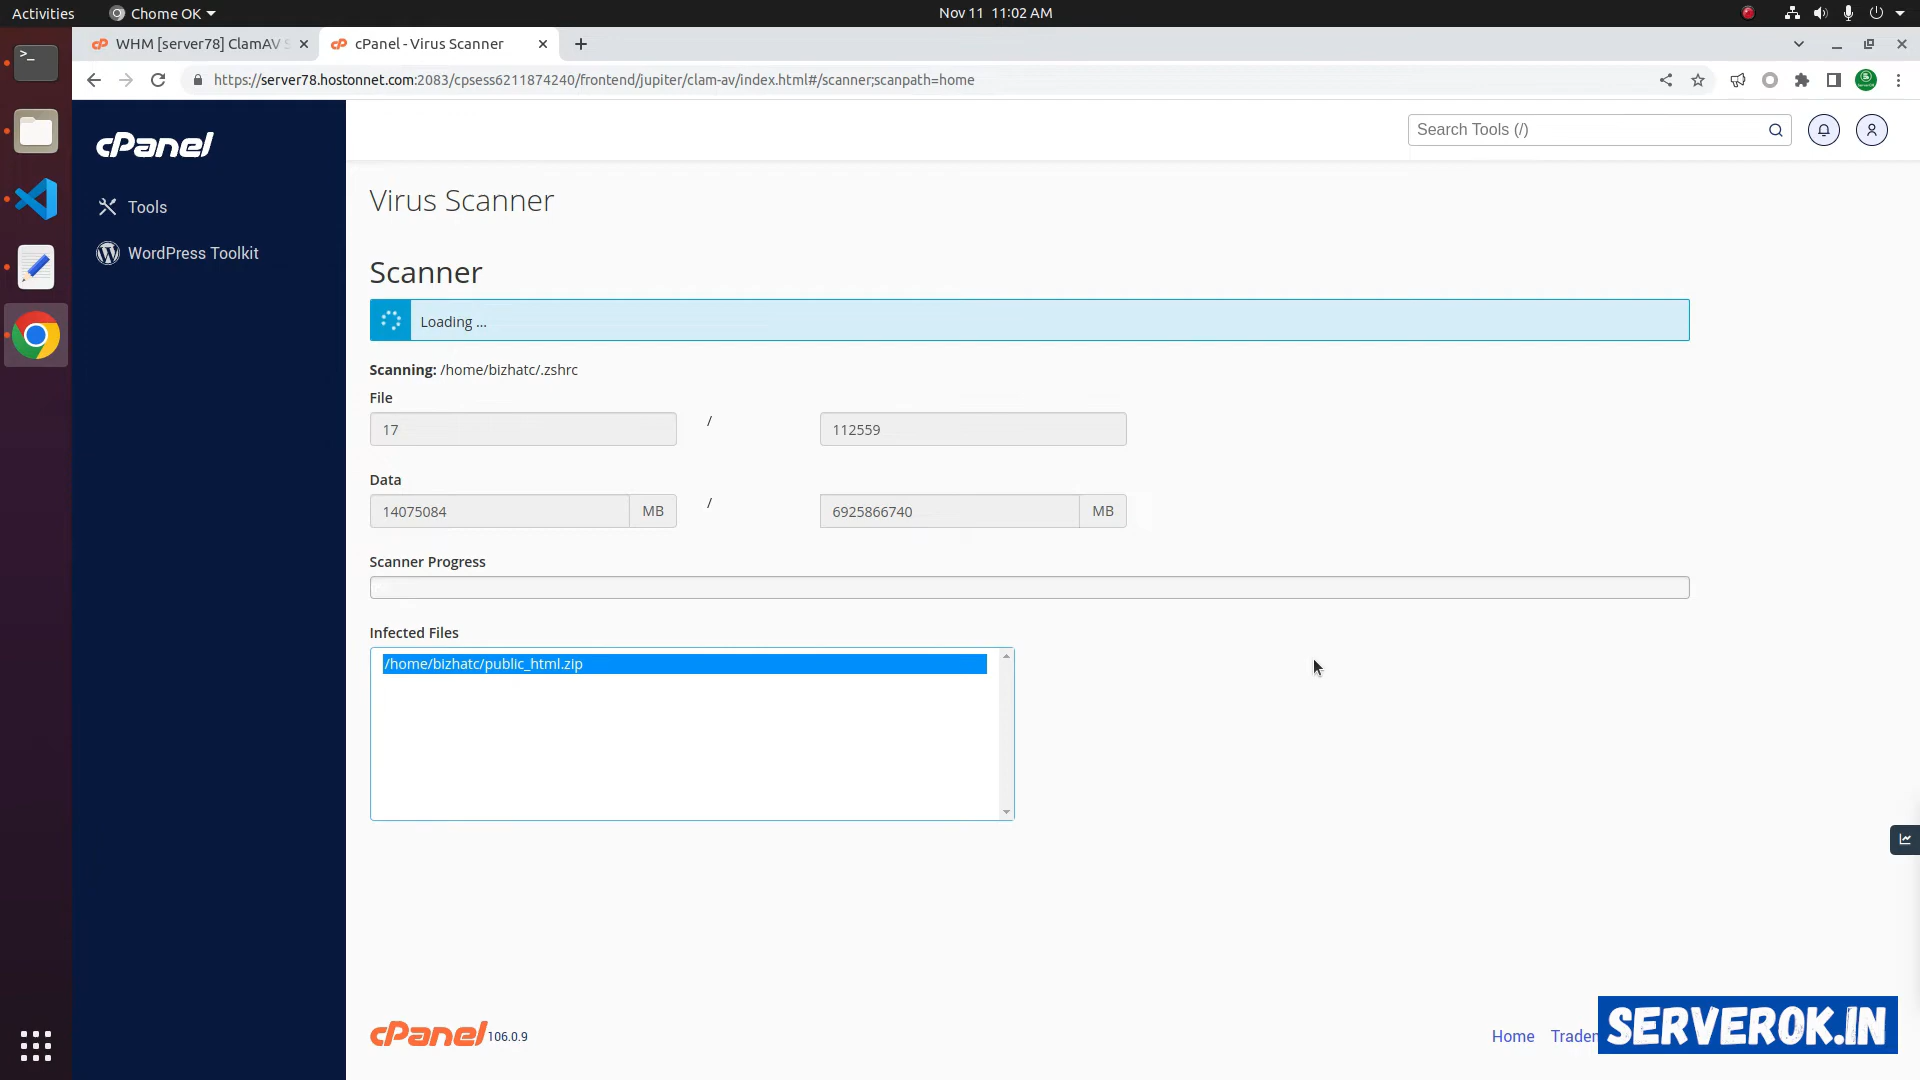 Activities
Chome OK
Nov 11 11:02 AM
WHM [server78] ClamAV
cPanel - Virus Scanner
https://server78.hostonnet.com:2083/cpsess6211874240/frontend/jupiter/clam-av/index.html#/scanner;scanpath=home
cPanel
Search Tools (/)
Tools
WordPress Toolkit
Virus Scanner
Scanner
Loading ...
Scanning: /home/bizhatc/.zshrc
File
17 / 112559
Data
14075084 MB / 6925866740 MB
Scanner Progress
Infected Files
/home/bizhatc/public_html.zip
cPanel 106.0.9
Home
Trader
SERVEROK.IN